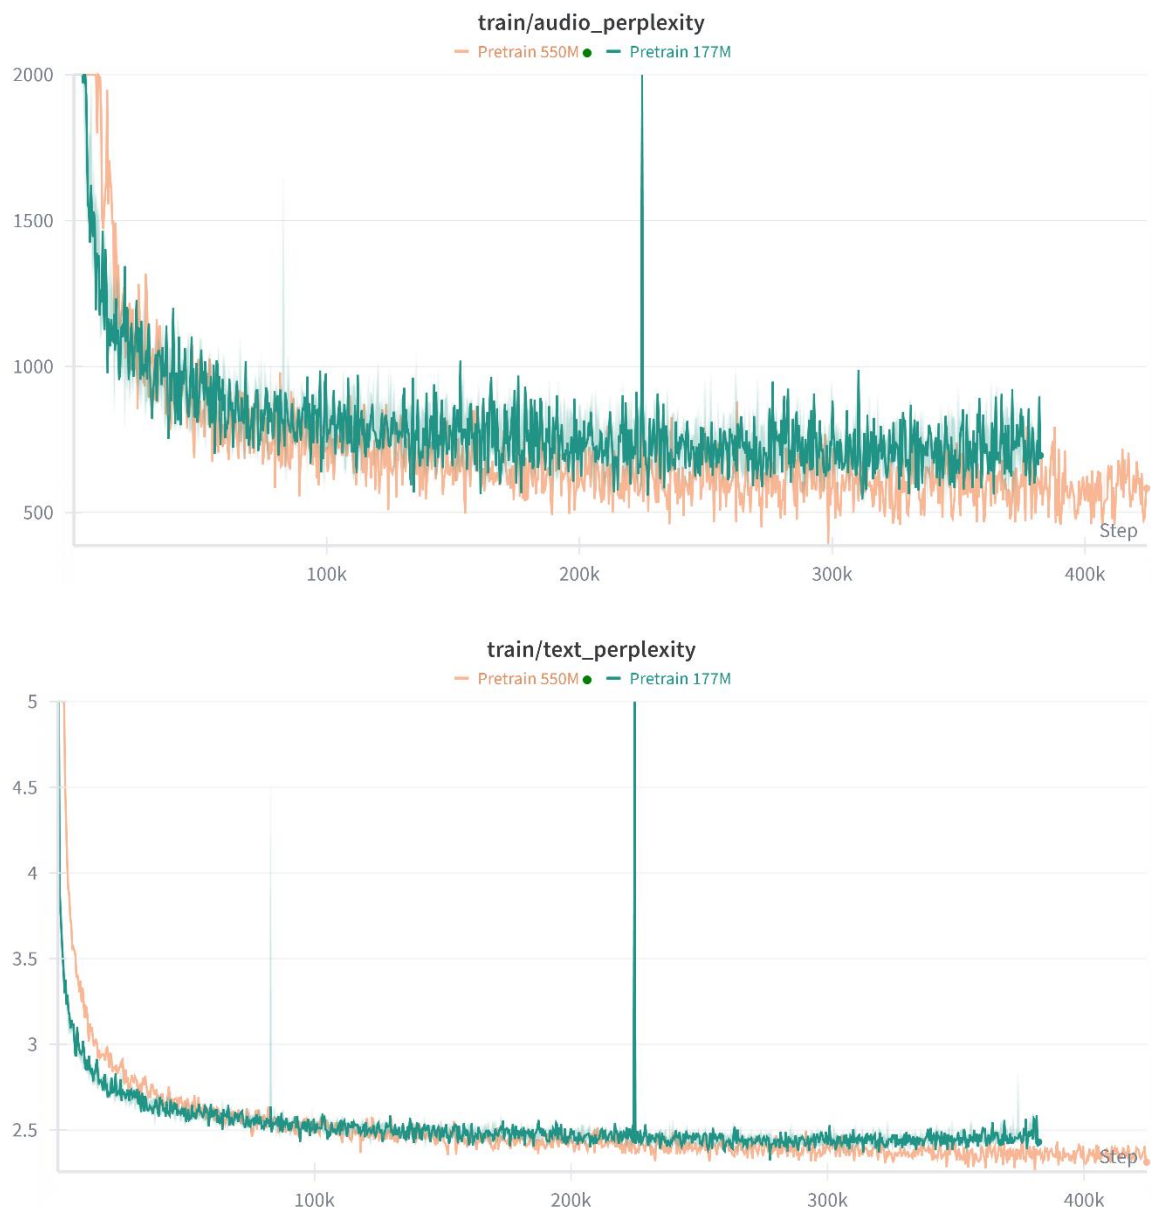 train/audio_perplexity
Pretrain 550M Pretrain 177M
2000
1500
1000
500
Step
100k 200k 300k 400k
train/text_perplexity
Pretrain 550M Pretrain 177M
5
4.5
4
3.5
3
2.5
Step
100k 200k 300k 400k